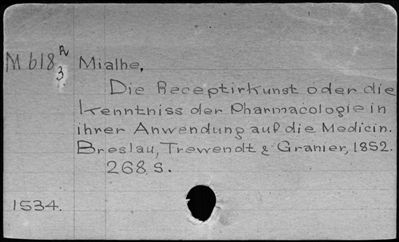 M618 R Mialhe,
3
Die Receptirkunst oder die
Kenntniss der Pharmacologie in
ihrer Anwendung auf die Medicin.
Breslau, Trewendt & Granier, 1852.
268 S.
1534.